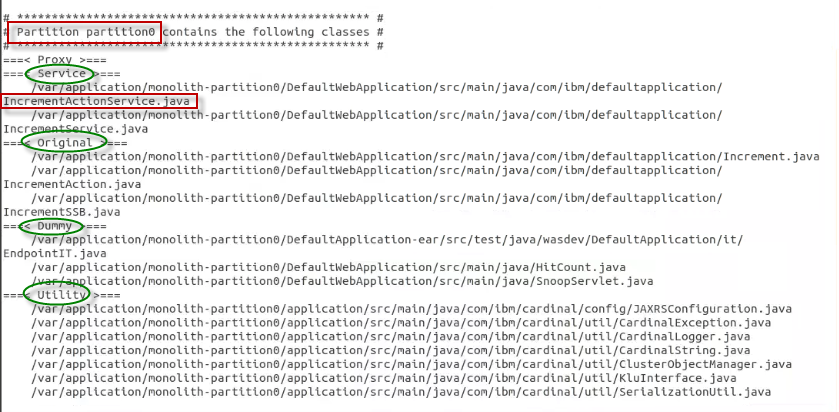 # ************************************************** #
# Partition partition0 contains the following classes #
# ************************************************** #
===< Proxy >===
===< Service >===
/var/application/monolith-partition0/DefaultWebApplication/src/main/java/com/ibm/defaultapplication/
IncrementActionService.java
/var/application/monolith-partition0/DefaultWebApplication/src/main/java/com/ibm/defaultapplication/
IncrementService.java
===< Original >===
/var/application/monolith-partition0/DefaultWebApplication/src/main/java/com/ibm/defaultapplication/Increment.java
/var/application/monolith-partition0/DefaultWebApplication/src/main/java/com/ibm/defaultapplication/
IncrementAction.java
/var/application/monolith-partition0/DefaultWebApplication/src/main/java/com/ibm/defaultapplication/
IncrementSSB.java
===< Dummy >===
/var/application/monolith-partition0/DefaultApplication-ear/src/test/java/wasdev/DefaultApplication/it/
EndpointIT.java
/var/application/monolith-partition0/DefaultWebApplication/src/main/java/HitCount.java
/var/application/monolith-partition0/DefaultWebApplication/src/main/java/SnoopServlet.java
===< Utility >===
/var/application/monolith-partition0/application/src/main/java/com/ibm/cardinal/config/JAXRSConfiguration.java
/var/application/monolith-partition0/application/src/main/java/com/ibm/cardinal/util/CardinalException.java
/var/application/monolith-partition0/application/src/main/java/com/ibm/cardinal/util/CardinalLogger.java
/var/application/monolith-partition0/application/src/main/java/com/ibm/cardinal/util/CardinalString.java
/var/application/monolith-partition0/application/src/main/java/com/ibm/cardinal/util/ClusterObjectManager.java
/var/application/monolith-partition0/application/src/main/java/com/ibm/cardinal/util/KluInterface.java
/var/application/monolith-partition0/application/src/main/java/com/ibm/cardinal/util/SerializationUtil.java